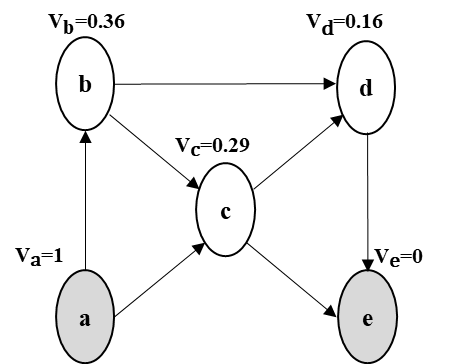 Vb=0.36
Vd=0.16
b
d
Vc=0.29
c
Va=1
Ve=0
a
e